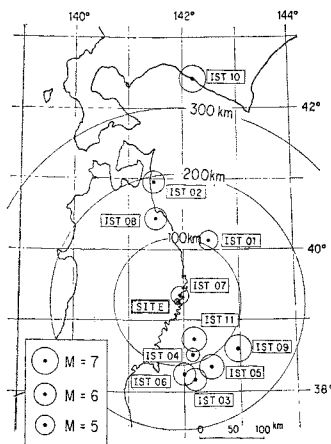 140°
142°
144°
IST 10
300 km
42°
200 km
IST 02
IST 08
100km
IST 01
40°
IST 07
SITE
IST 11
IST 09
IST 04
IST 05
IST 06
IST 03
38°
M = 7
M = 6
M = 5
0 50 100 km